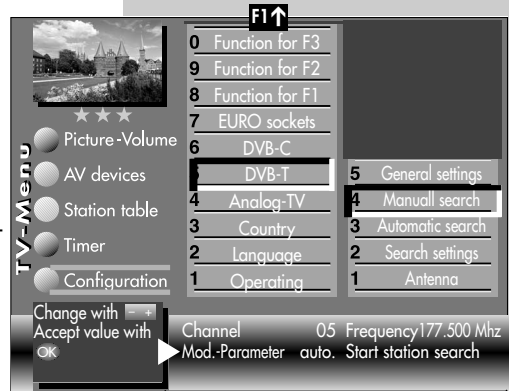 F1↑
0 Function for F3
9 Function for F2
8 Function for F1
7 EURO sockets
6 DVB-C
5 DVB-T
4 Analog-TV
3 Country
2 Language
1 Operating
5 General settings
4 Manuall search
3 Automatic search
2 Search settings
1 Antenna
TV-Menu
Picture-Volume
AV devices
Station table
Timer
Configuration
Change with - +
Accept value with
OK
Channel 05 Frequency177.500 Mhz
Mod.-Parameter auto. Start station search